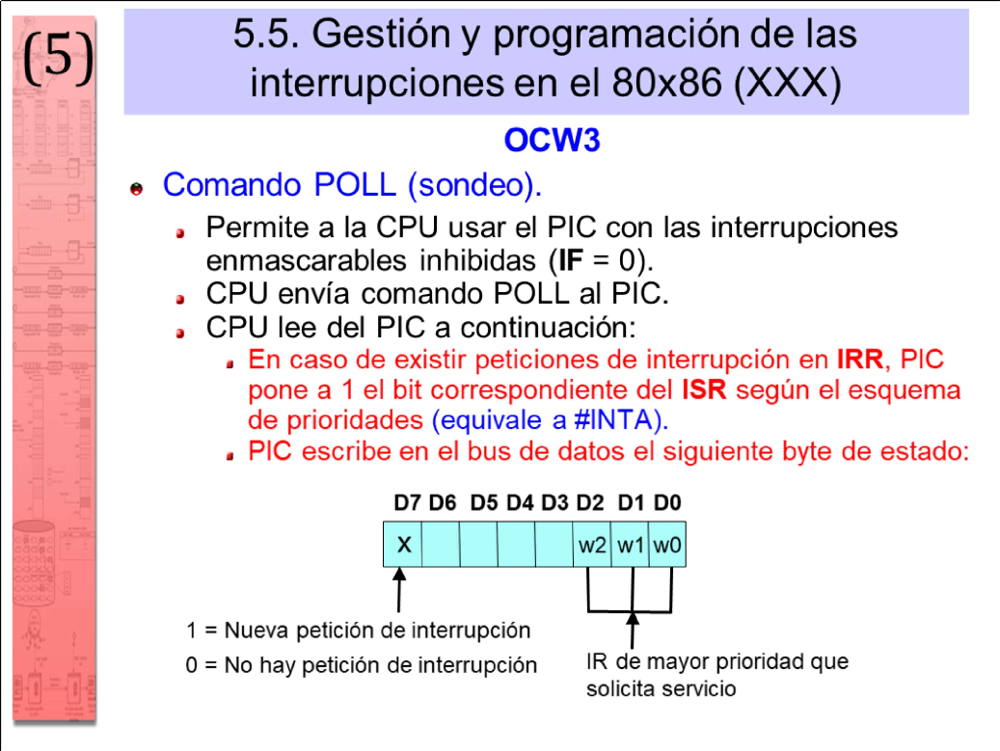 (5)
5.5. Gestión y programación de las
interrupciones en el 80x86 (XXX)
OCW3
Comando POLL (sondeo).
Permite a la CPU usar el PIC con las interrupciones
enmascarables inhibidas (IF = 0).
CPU envía comando POLL al PIC.
CPU lee del PIC a continuación:
En caso de existir peticiones de interrupción en IRR, PIC
pone a 1 el bit correspondiente del ISR según el esquema
de prioridades (equivale a #INTA).
PIC escribe en el bus de datos el siguiente byte de estado:
D7 D6 D5 D4 D3 D2 D1 D0
X w2 w1 w0
1 = Nueva petición de interrupción
0 = No hay petición de interrupción
IR de mayor prioridad que
solicita servicio